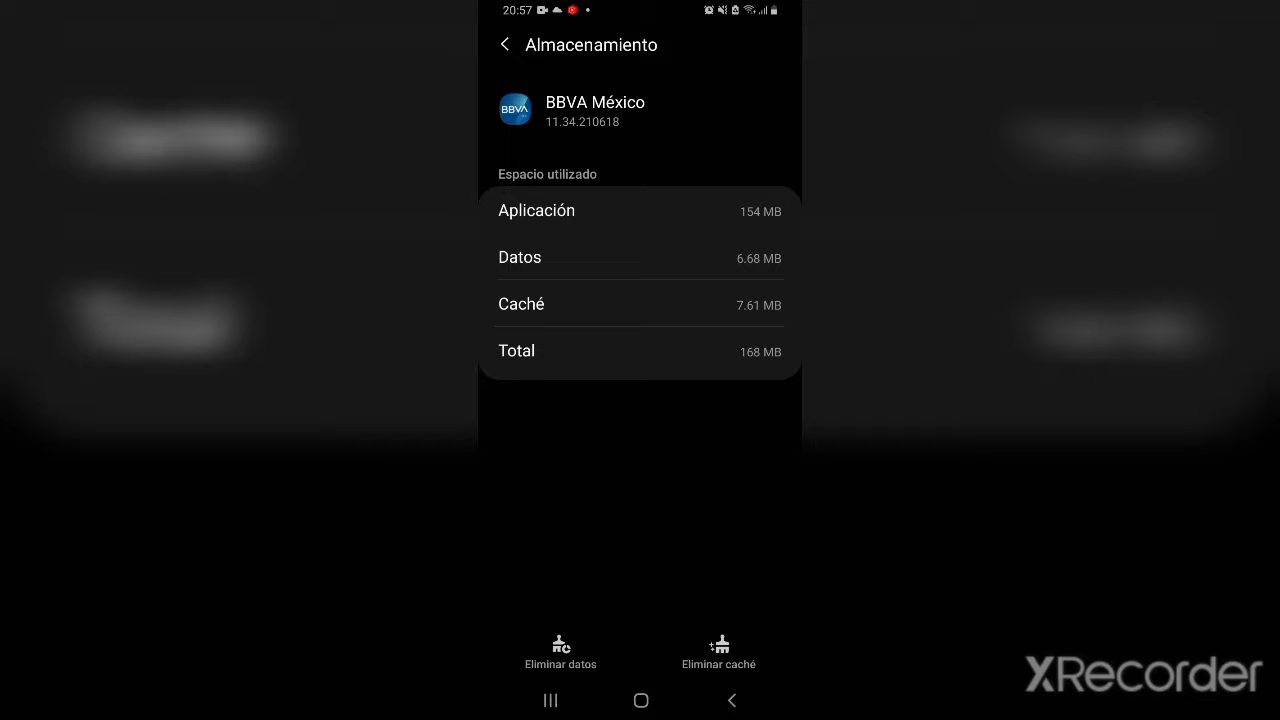 20:57
Almacenamiento
BBVA
BBVA México
11.34.210618
Espacio utilizado
Aplicación 154 MB
Datos 6.68 MB
Caché 7.61 MB
Total 168 MB
Eliminar datos Eliminar caché
XRecorder